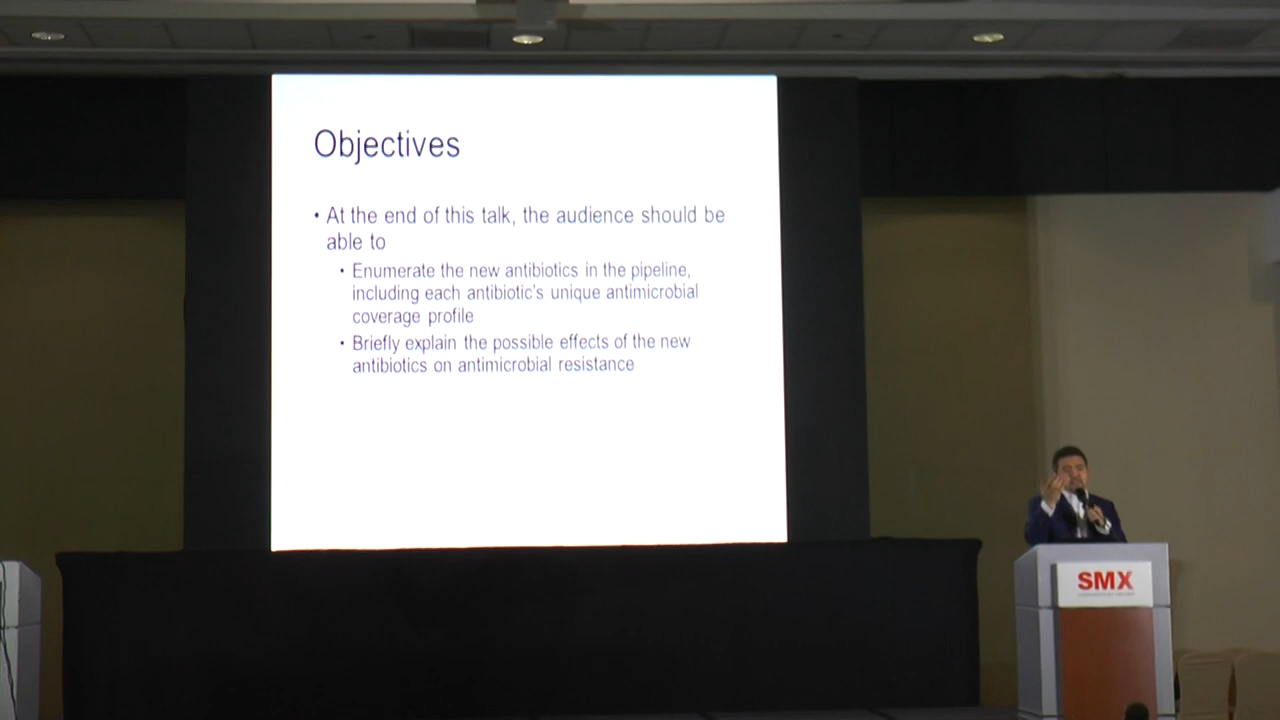 Objectives
• At the end of this talk, the audience should be
able to
• Enumerate the new antibiotics in the pipeline,
including each antibiotic's unique antimicrobial
coverage profile
• Briefly explain the possible effects of the new
antibiotics on antimicrobial resistance
SMX